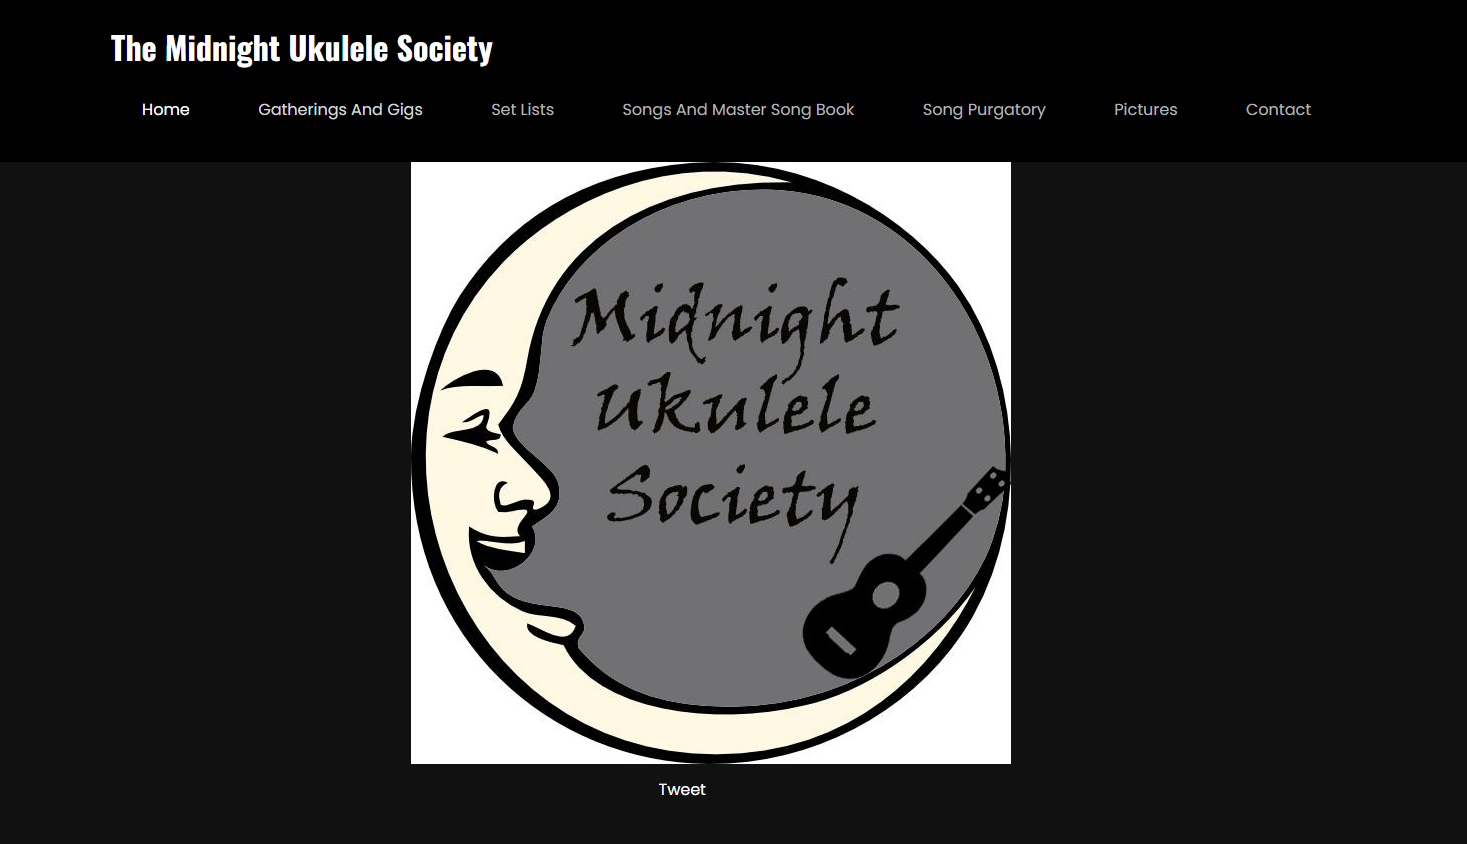 The Midnight Ukulele Society
Home Gatherings And Gigs Set Lists Songs And Master Song Book Song Purgatory Pictures Contact
Midnight
Ukulele
Society
Tweet